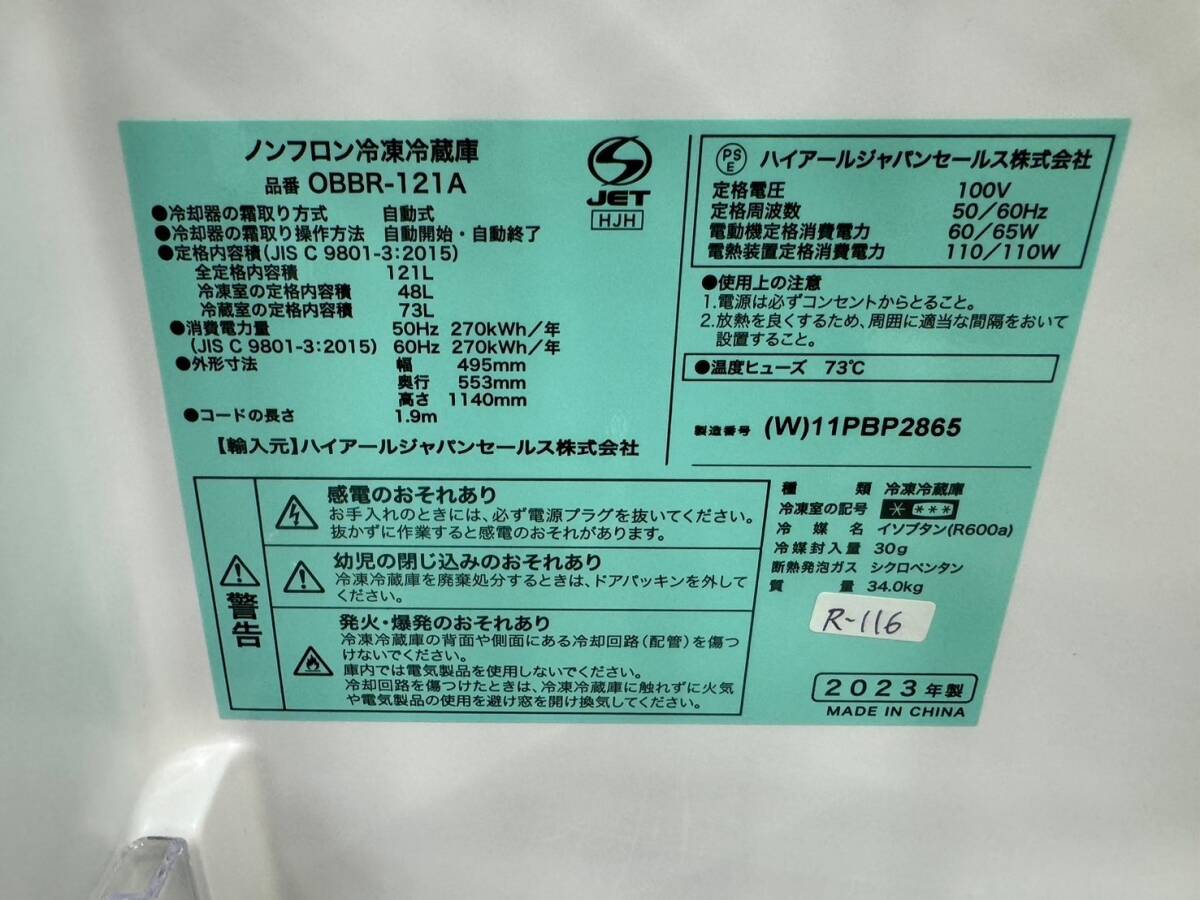 ノンフロン冷凍冷蔵庫
品番 OBBR-121A
●冷却器の霜取り方式 自動式
●冷却器の霜取り操作方法 自動開始・自動終了
●定格内容積(JIS C 9801-3:2015)
全定格内容積 121L
冷凍室の定格内容積 48L
冷蔵室の定格内容積 73L
●消費電力量 50Hz 270kWh/年
(JIS C 9801-3:2015) 60Hz 270kWh/年
●外形寸法 幅 495mm
奥行 553mm
高さ 1140mm
●コードの長さ 1.9m
【輸入元】ハイアールジャパンセールス株式会社
JET
HJH
PS
E
ハイアールジャパンセールス株式会社
定格電圧 100V
定格周波数 50/60Hz
電動機定格消費電力 60/65W
電熱装置定格消費電力 110/110W
●使用上の注意
1.電源は必ずコンセントからとること。
2.放熱を良くするため、周囲に適当な間隔をおいて
設置すること。
●温度ヒューズ 73℃
製造番号 (W)11PBP2865
警告
感電のおそれあり
お手入れのときには、必ず電源プラグを抜いてください。
抜かずに作業すると感電のおそれがあります。
幼児の閉じ込みのおそれあり
冷凍冷蔵庫を廃棄処分するときは、ドアパッキンを外して
ください。
発火・爆発のおそれあり
冷凍冷蔵庫の背面や側面にある冷却回路(配管)を傷つ
けないでください。
庫内では電気製品を使用しないでください。
冷却回路を傷つけたときは、冷凍冷蔵庫に触れずに火気
や電気製品の使用を避け窓を開け換気してください。
種類 冷凍冷蔵庫
冷凍室の記号 * ***
冷媒名 イソブタン(R600a)
冷媒封入量 30g
断熱発泡ガス シクロペンタン
質量 34.0kg
R-116
2023年製
MADE IN CHINA